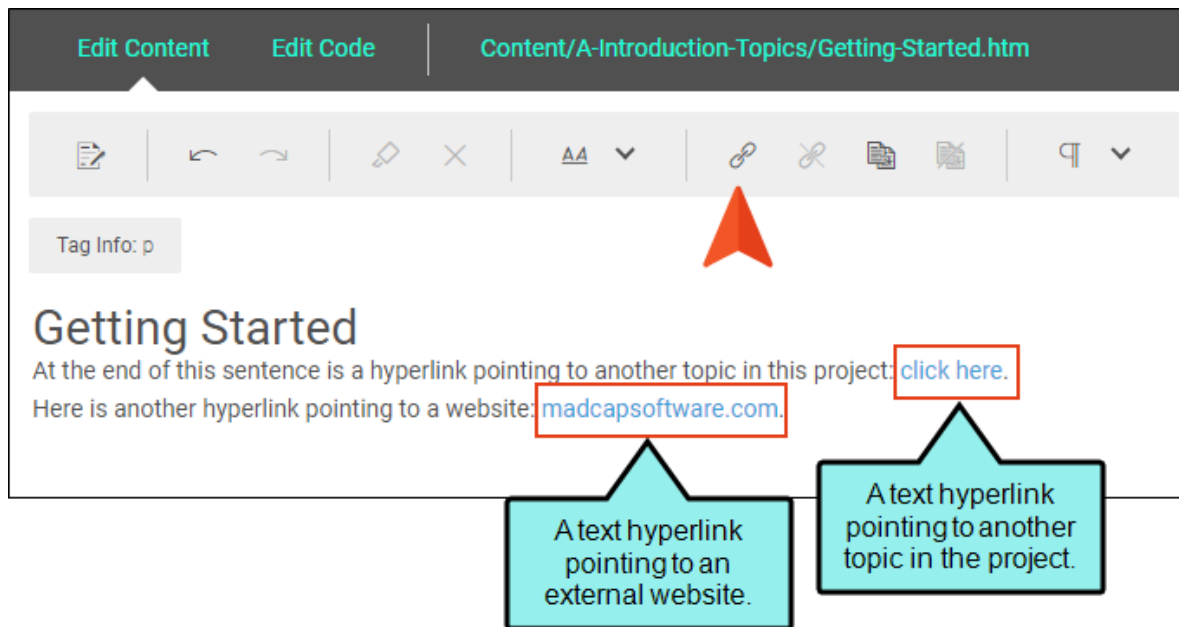 Edit Content Edit Code Content/A-Introduction-Topics/Getting-Started.htm
AA
Tag Info: p
Getting Started
At the end of this sentence is a hyperlink pointing to another topic in this project: click here.
Here is another hyperlink pointing to a website: madcapsoftware.com.
A text hyperlink
pointing to an
external website.
A text hyperlink
pointing to another
topic in the project.